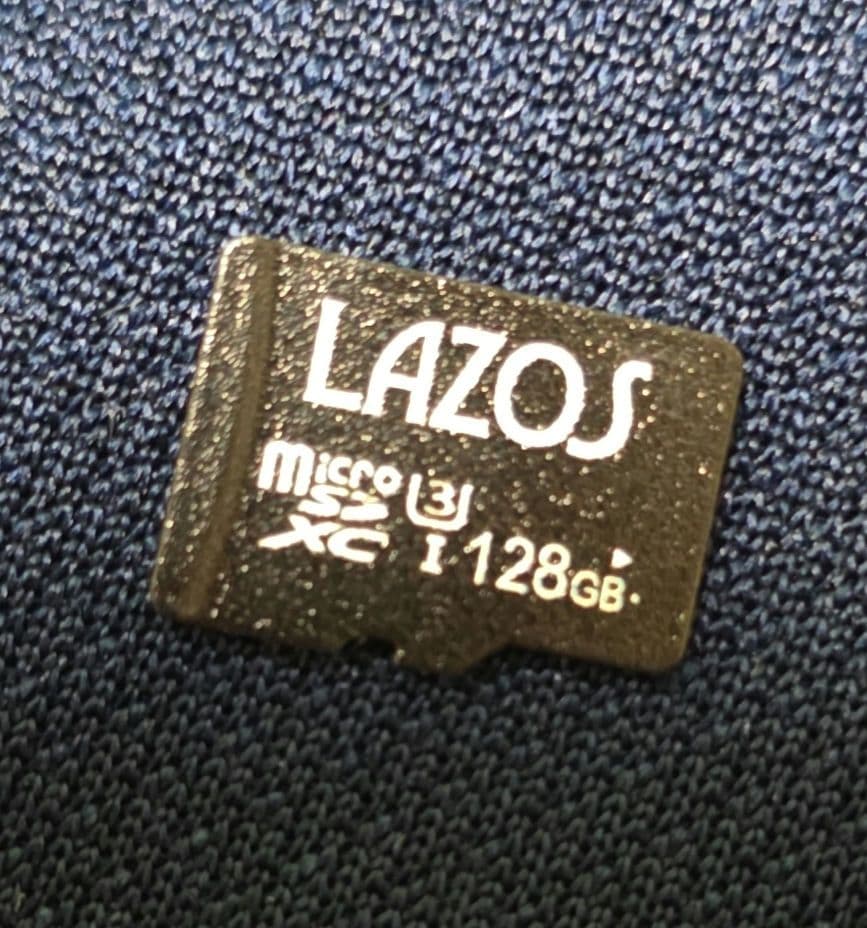 LAZOS
micro
SD
XC
3
I 128GB